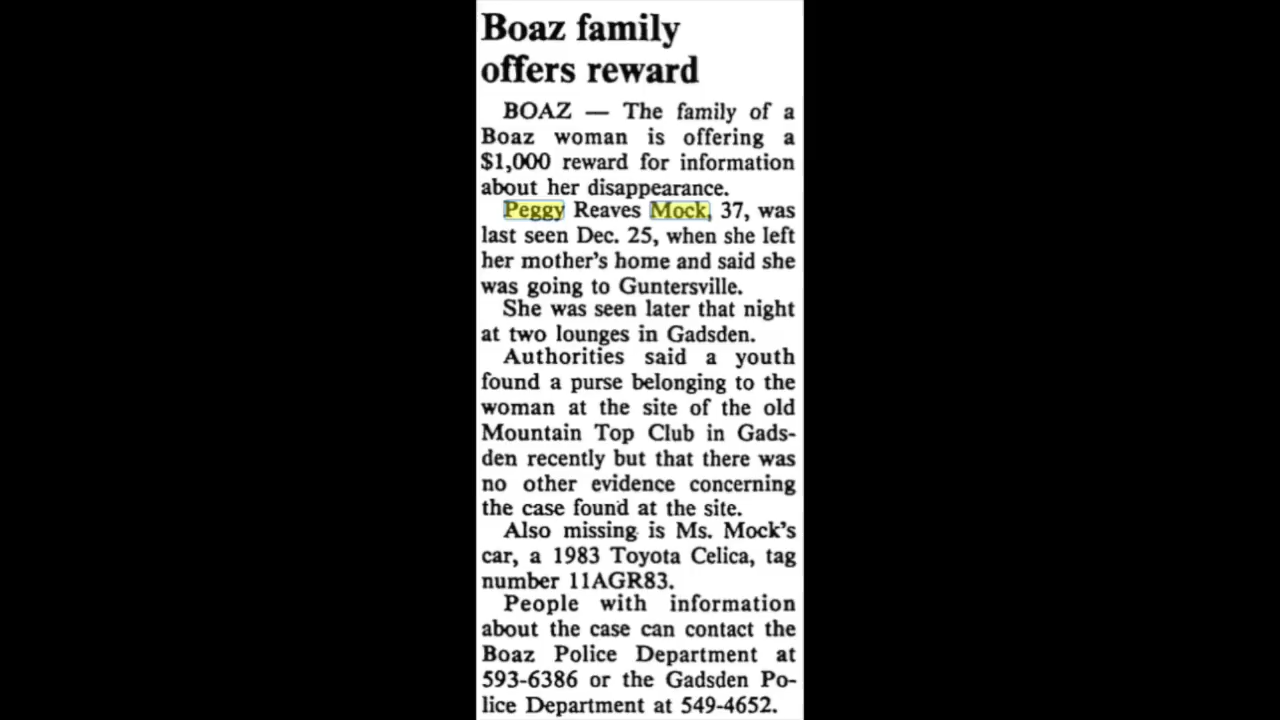 Boaz family
offers reward
BOAZ — The family of a
Boaz woman is offering a
$1,000 reward for information
about her disappearance.
Peggy Reaves Mock, 37, was
last seen Dec. 25, when she left
her mother's home and said she
was going to Guntersville.
She was seen later that night
at two lounges in Gadsden.
Authorities said a youth
found a purse belonging to the
woman at the site of the old
Mountain Top Club in Gads-
den recently but that there was
no other evidence concerning
the case found at the site.
Also missing is Ms. Mock's
car, a 1983 Toyota Celica, tag
number 11AGR83.
People with information
about the case can contact the
Boaz Police Department at
593-6386 or the Gadsden Po-
lice Department at 549-4652.